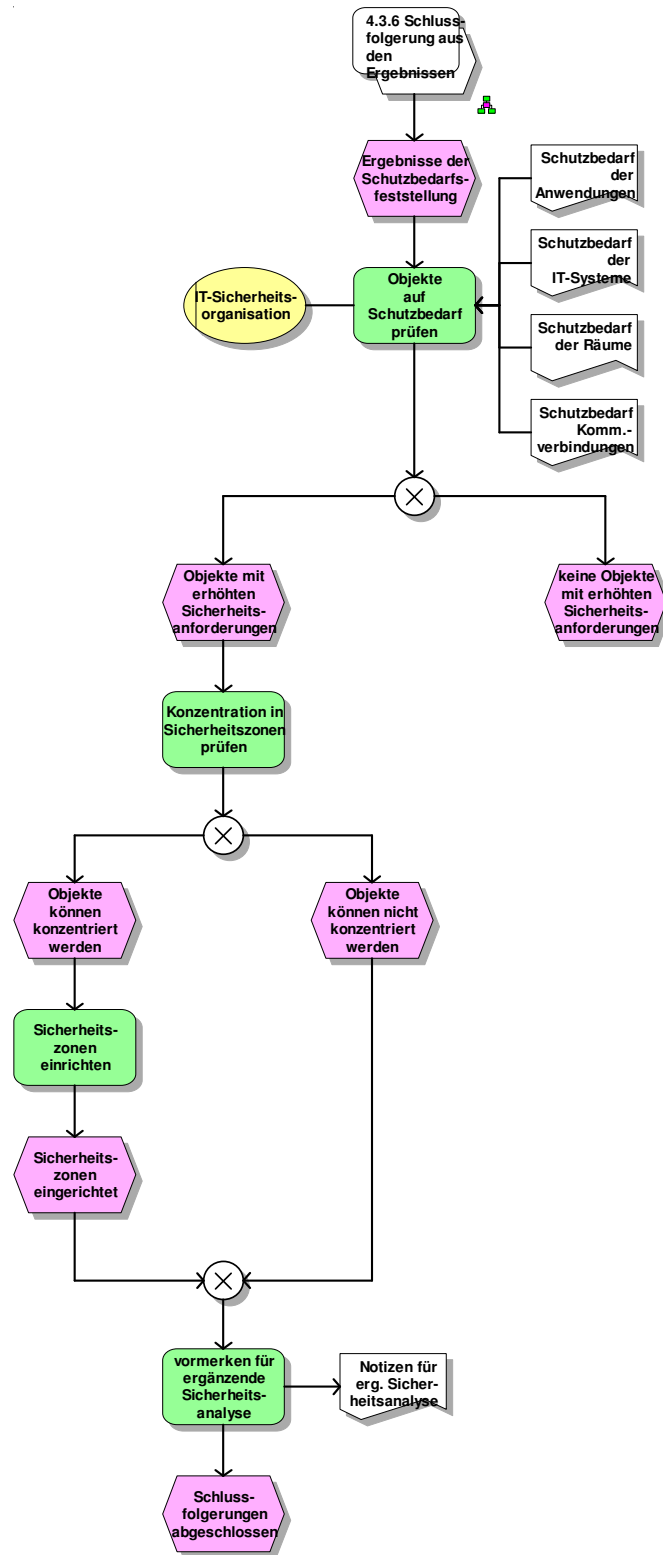 4.3.6 Schluss-
folgerung aus
den
Ergebnissen
Ergebnisse der
Schutzbedarfs-
feststellung
Schutzbedarf
der
Anwendungen
Schutzbedarf
der
IT-Systeme
IT-Sicherheits-
organisation
Objekte
auf
Schutzbedarf
prüfen
Schutzbedarf
der Räume
Schutzbedarf
Komm.-
verbindungen
Objekte mit
erhöhten
Sicherheits-
anforderungen
keine Objekte
mit erhöhten
Sicherheits-
anforderungen
Konzentration in
Sicherheitszonen
prüfen
Objekte
können
konzentriert
werden
Objekte
können nicht
konzentriert
werden
Sicherheits-
zonen
einrichten
Sicherheits-
zonen
eingerichtet
vormerken für
ergänzende
Sicherheits-
analyse
Notizen für
erg. Sicher-
heitsanalyse
Schluss-
folgerungen
abgeschlossen